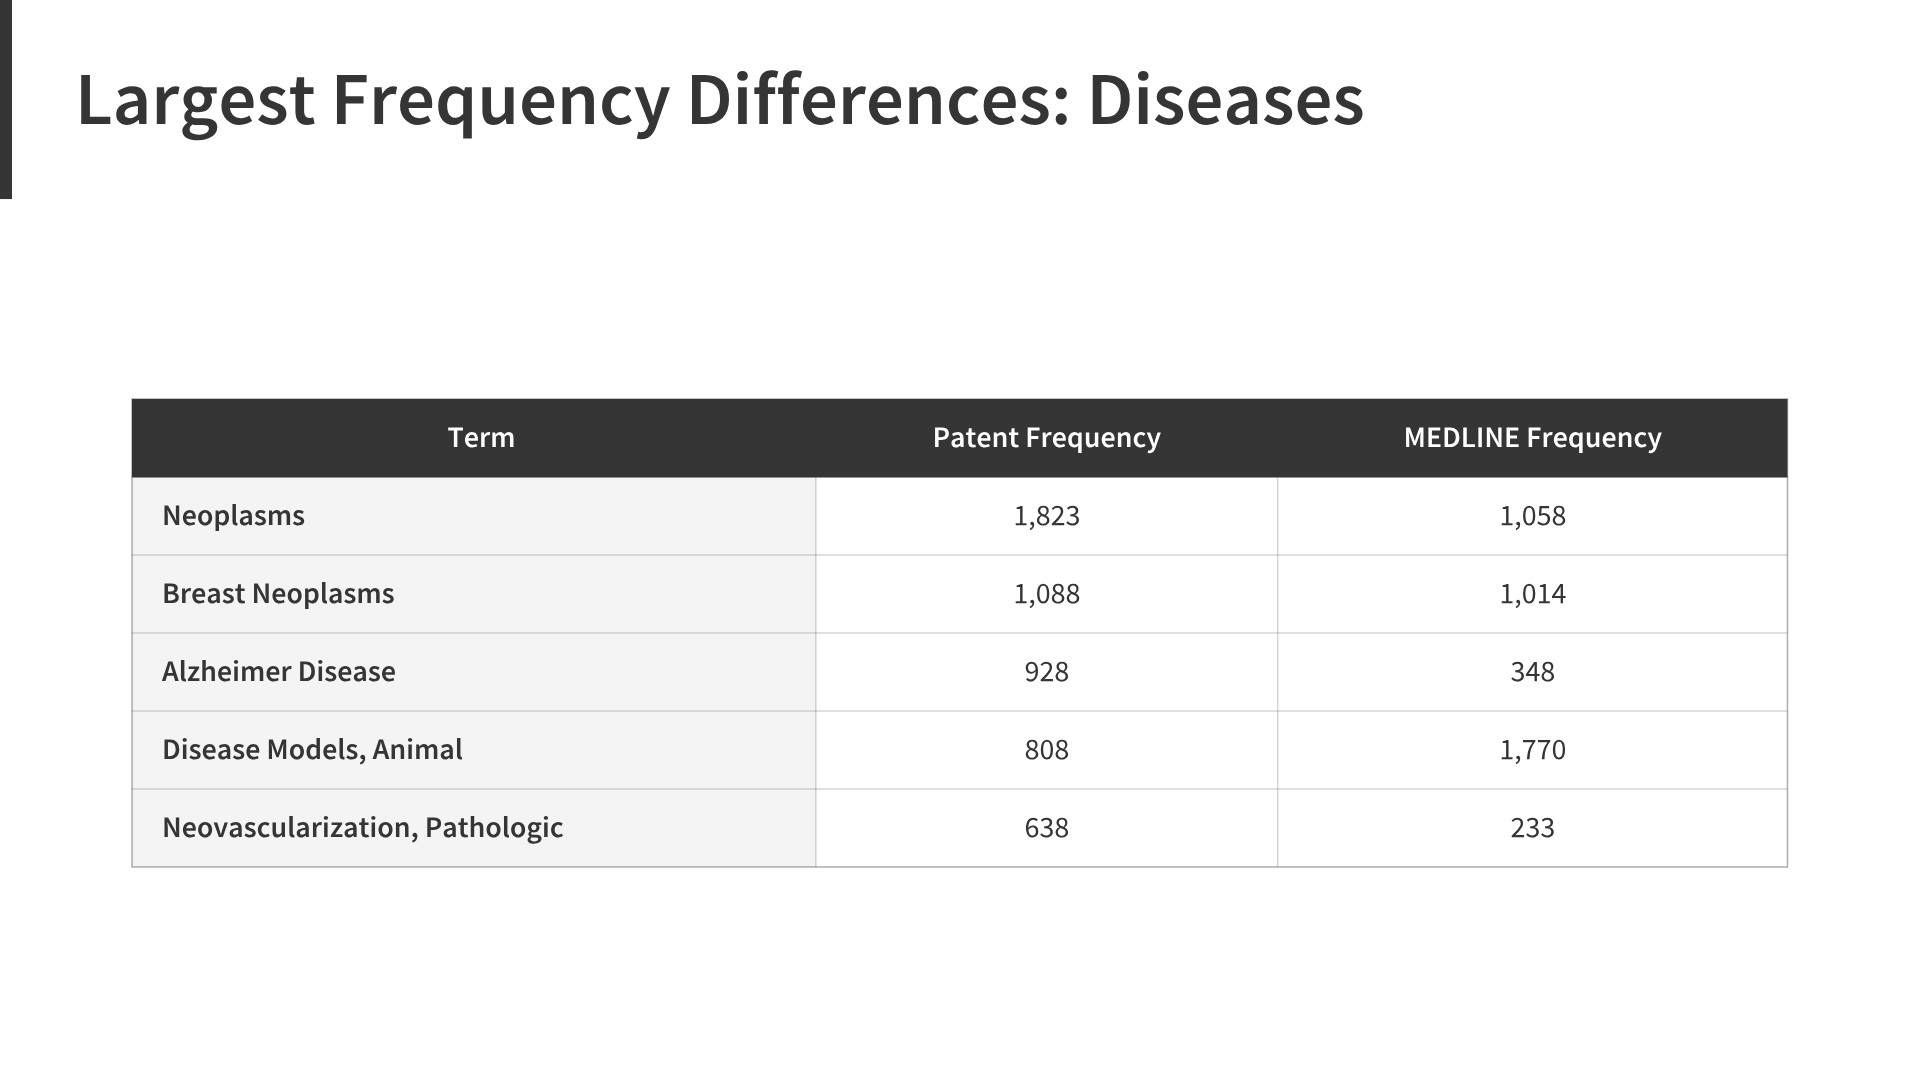 Largest Frequency Differences: Diseases
Term Patent Frequency MEDLINE Frequency
Neoplasms 1,823 1,058
Breast Neoplasms 1,088 1,014
Alzheimer Disease 928 348
Disease Models, Animal 808 1,770
Neovascularization, Pathologic 638 233